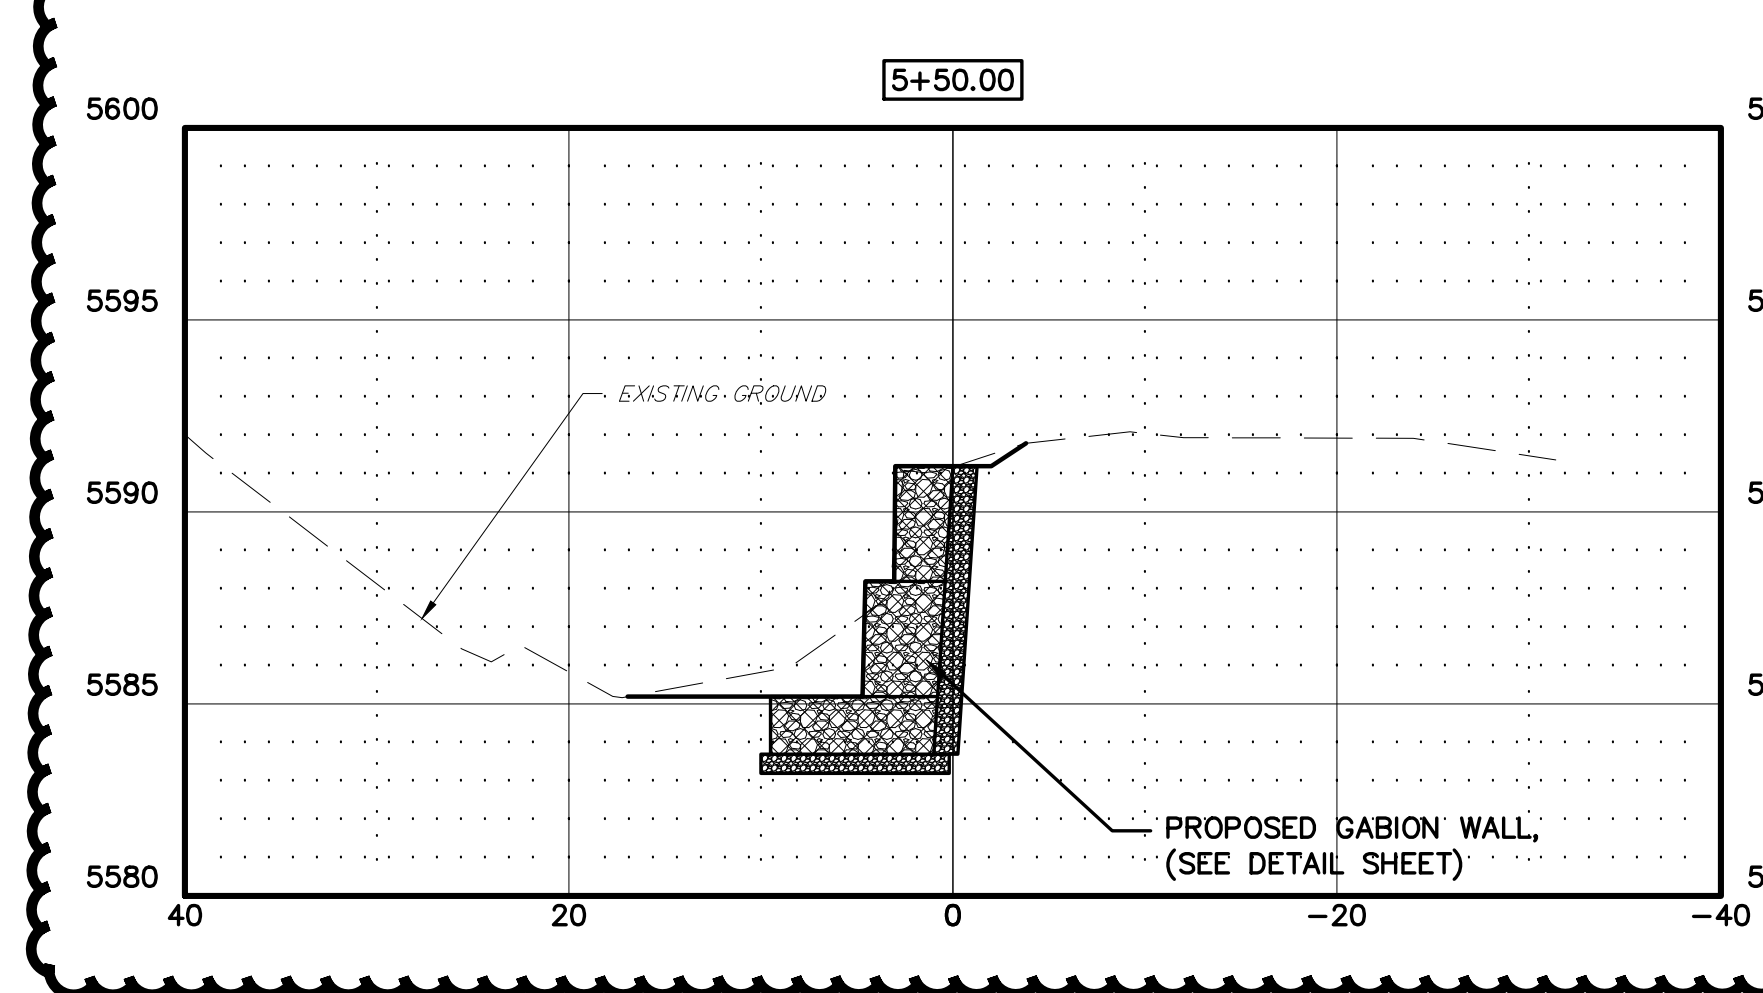 5+50.00
5600
5595
EXISTING GROUND
5590
5585
PROPOSED GABION WALL,
(SEE DETAIL SHEET)
5580
40 20 0 -20 -40